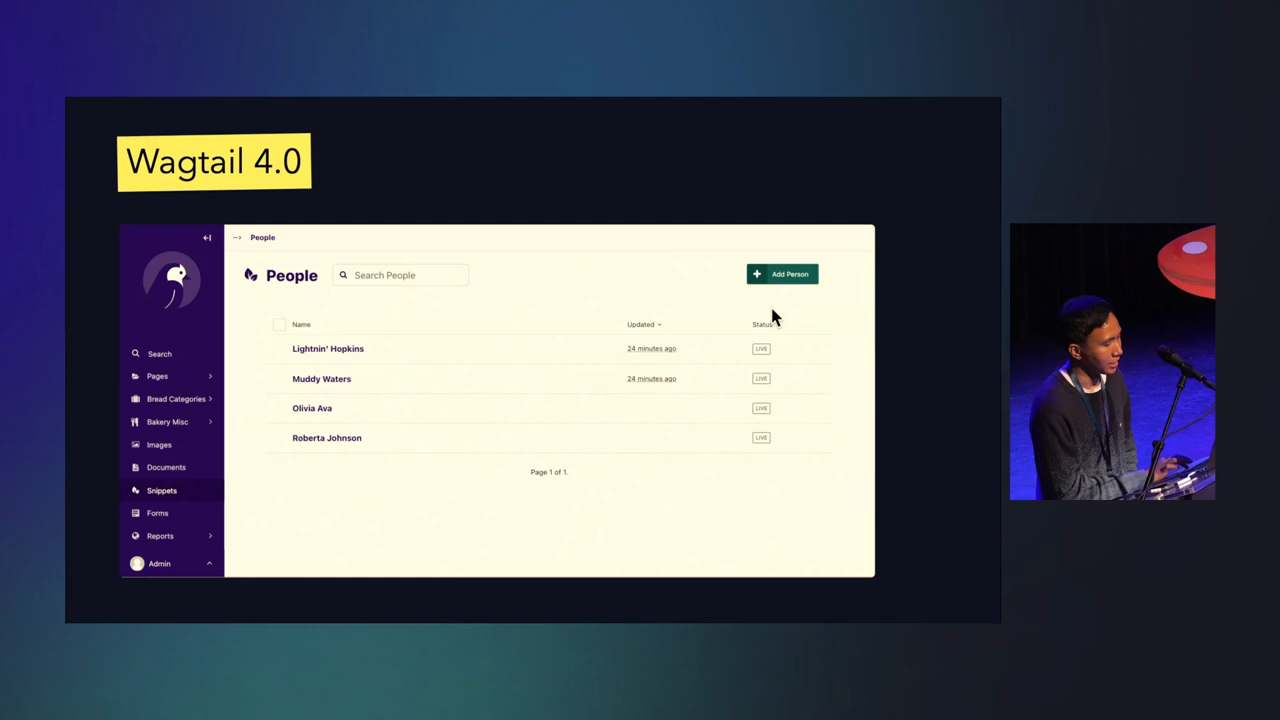 Wagtail 4.0
People
People
Search People
Add Person
Name
Updated
Status
Lightnin' Hopkins
24 minutes ago
LIVE
Muddy Waters
24 minutes ago
LIVE
Olivia Ava
LIVE
Roberta Johnson
LIVE
Page 1 of 1.
Search
Pages
Bread Categories
Bakery Misc
Images
Documents
Snippets
Forms
Reports
Admin